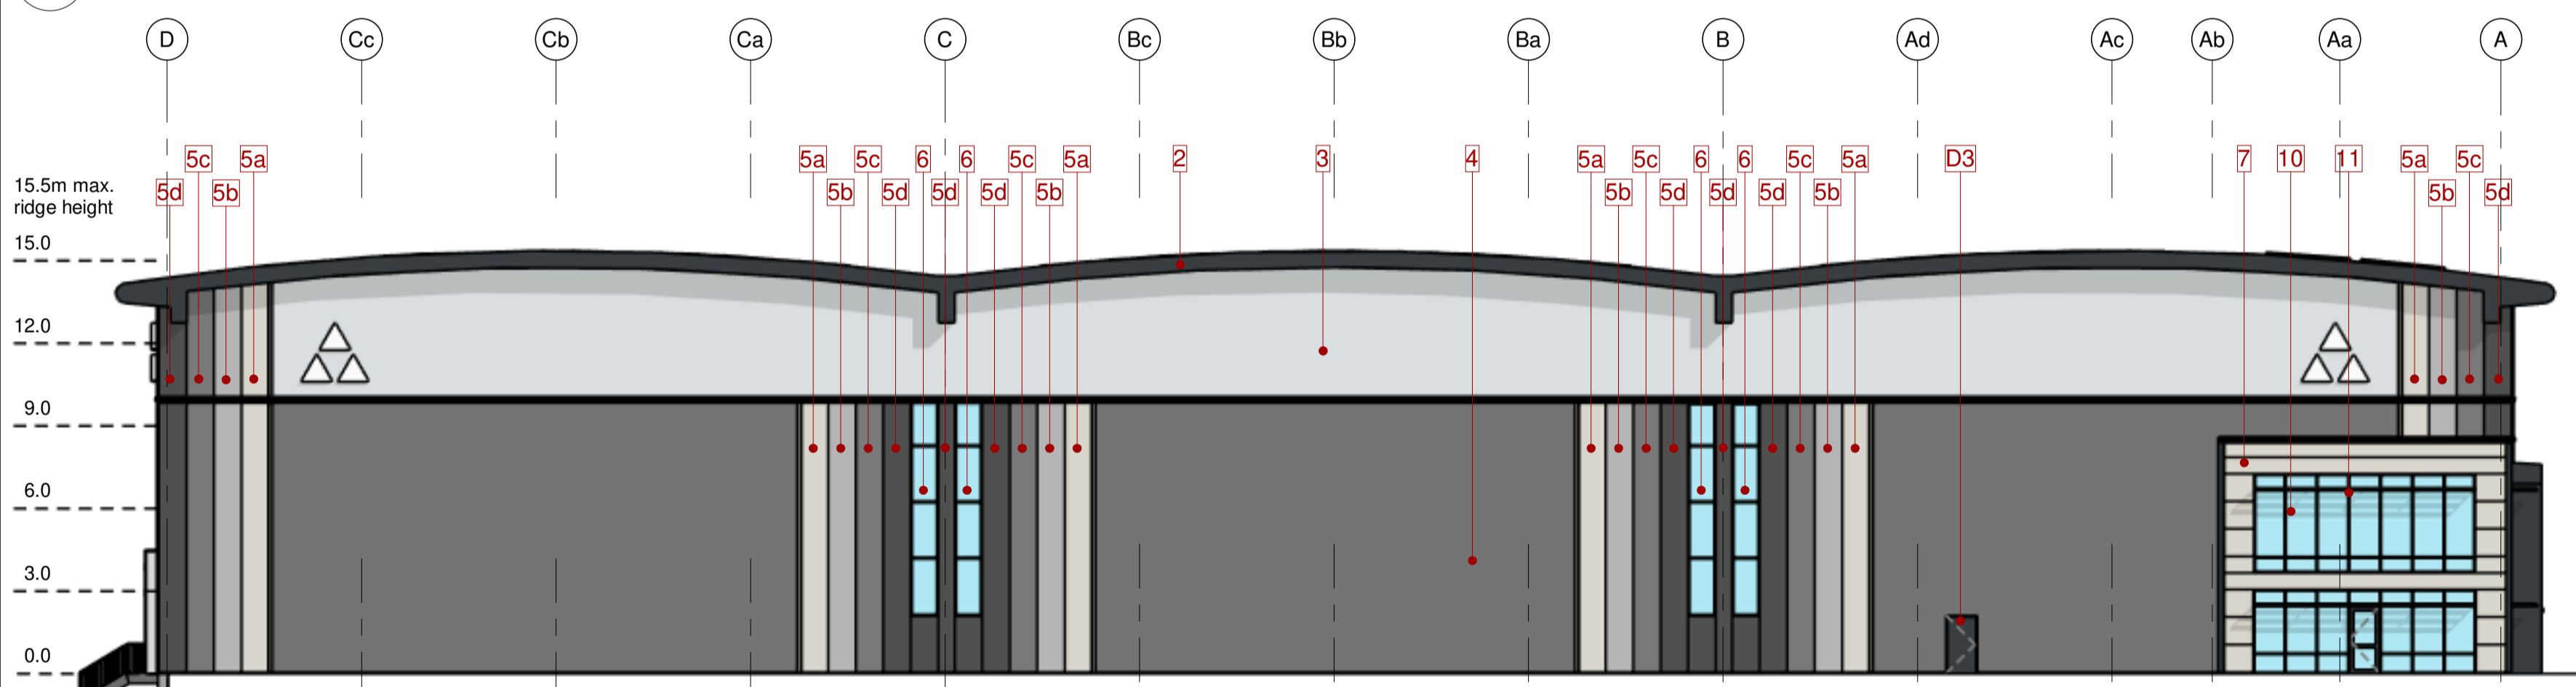 D Cc Cb Ca C Bc Bb Ba B Ad Ac Ab Aa A
5c 5a 5a 5c 6 6 5c 5a 2 3 4 5a 5c 6 6 5c 5a D3 7 10 11 5a 5c
5d 5b 5b 5d 5d 5d 5b 5b 5d 5d 5d 5b 5b 5d
15.5m max.
ridge height
15.0
12.0
9.0
6.0
3.0
0.0